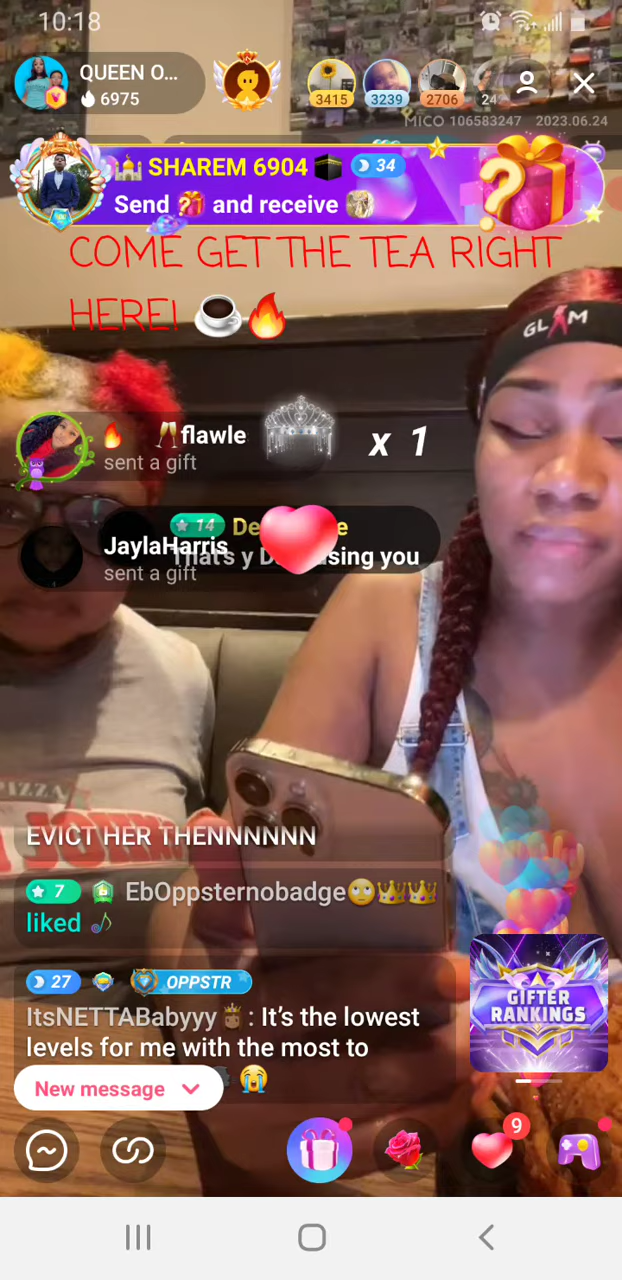 10:18
QUEEN O...
6975
3415
3239
2706
24
MICO 106583247 2023.06.24
🕌 SHAREM 6904 🕋 34
Send 🎁 and receive
COME GET THE TEA RIGHT
HERE! ☕🔥
GLAM
🔥 🥂flawle
sent a gift
x 1
14
JaylaHarris
sent a gift
That's y
sing you
PIZZA
EVICT HER THENNNNNN
7 EbOppsternobadge🙄👑👑
liked 🎵
27 OPPSTR
ItsNETTABabyyy🤴🏾: It's the lowest
levels for me with the most to
😭
New message
GIFTER
RANKINGS
9